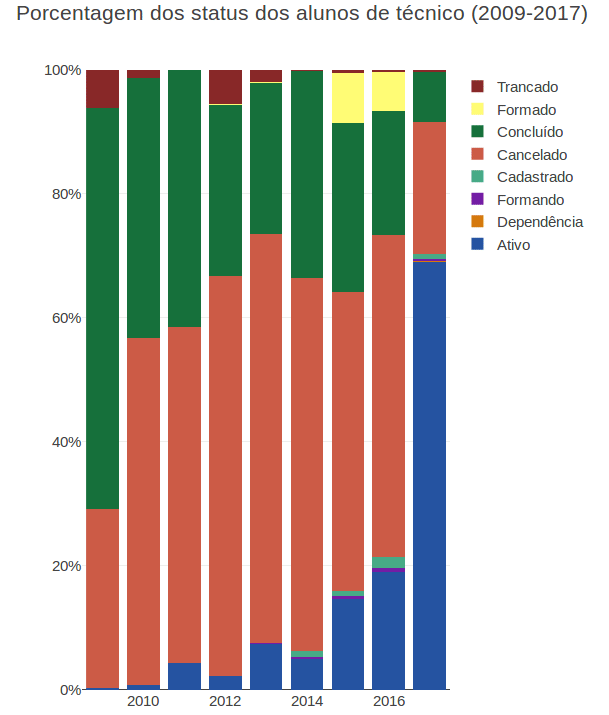 Porcentagem dos status dos alunos de técnico (2009-2017)
100%
80%
60%
40%
20%
0%
2010
2012
2014
2016
Trancado
Formado
Concluído
Cancelado
Cadastrado
Formando
Dependência
Ativo